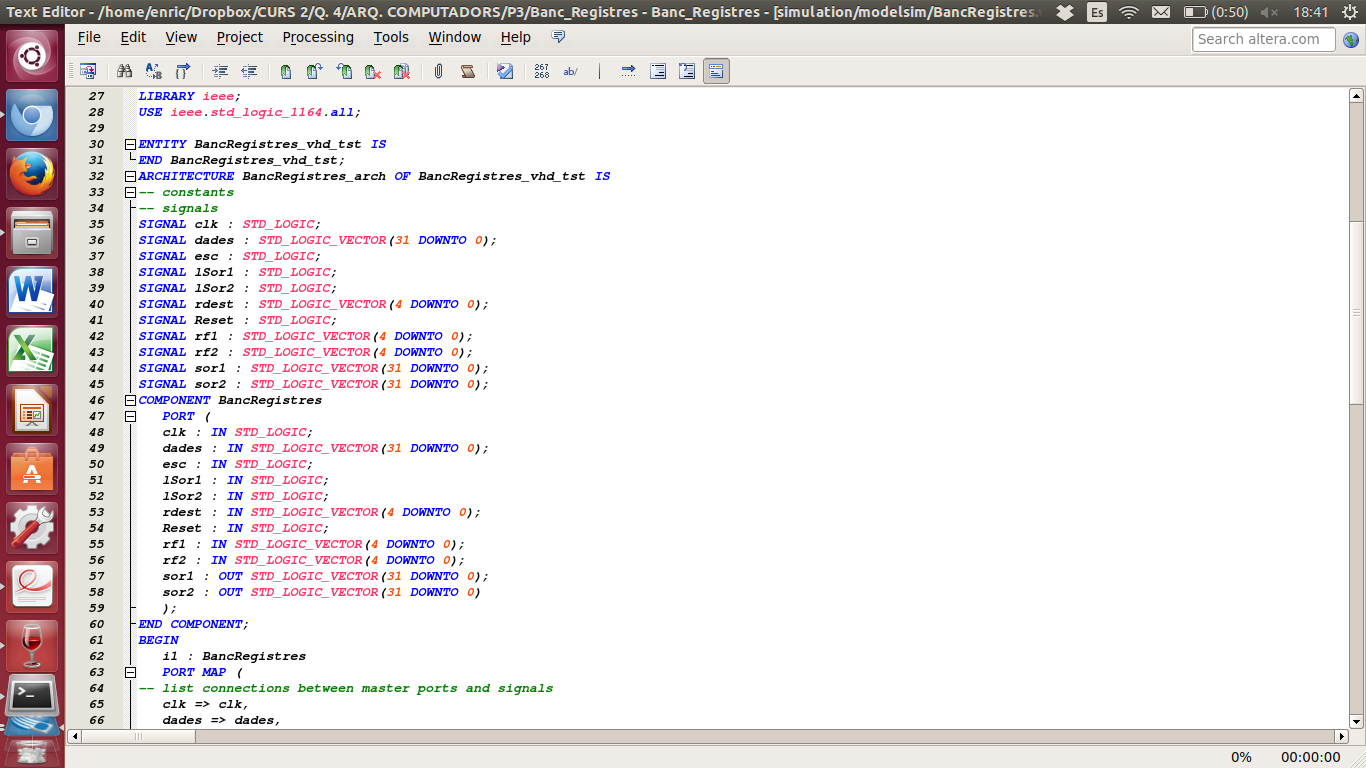 Text Editor - /home/enric/Dropbox/CURS 2/Q. 4/ARQ. COMPUTADORS/P3/Banc_Registres - Banc_Registres - [simulation/modelsim/BancRegistres. Es (0:50) 18:41
File Edit View Project Processing Tools Window Help Search altera.com
267 268 ab/
27 LIBRARY ieee;
28 USE ieee.std_logic_1164.all;
29
30 ENTITY BancRegistres_vhd_tst IS
31 END BancRegistres_vhd_tst;
32 ARCHITECTURE BancRegistres_arch OF BancRegistres_vhd_tst IS
33 -- constants
34 -- signals
35 SIGNAL clk : STD_LOGIC;
36 SIGNAL dades : STD_LOGIC_VECTOR(31 DOWNTO 0);
37 SIGNAL esc : STD_LOGIC;
38 SIGNAL lSor1 : STD_LOGIC;
39 SIGNAL lSor2 : STD_LOGIC;
40 SIGNAL rdest : STD_LOGIC_VECTOR(4 DOWNTO 0);
41 SIGNAL Reset : STD_LOGIC;
42 SIGNAL rf1 : STD_LOGIC_VECTOR(4 DOWNTO 0);
43 SIGNAL rf2 : STD_LOGIC_VECTOR(4 DOWNTO 0);
44 SIGNAL sor1 : STD_LOGIC_VECTOR(31 DOWNTO 0);
45 SIGNAL sor2 : STD_LOGIC_VECTOR(31 DOWNTO 0);
46 COMPONENT BancRegistres
47 PORT (
48 clk : IN STD_LOGIC;
49 dades : IN STD_LOGIC_VECTOR(31 DOWNTO 0);
50 esc : IN STD_LOGIC;
51 lSor1 : IN STD_LOGIC;
52 lSor2 : IN STD_LOGIC;
53 rdest : IN STD_LOGIC_VECTOR(4 DOWNTO 0);
54 Reset : IN STD_LOGIC;
55 rf1 : IN STD_LOGIC_VECTOR(4 DOWNTO 0);
56 rf2 : IN STD_LOGIC_VECTOR(4 DOWNTO 0);
57 sor1 : OUT STD_LOGIC_VECTOR(31 DOWNTO 0);
58 sor2 : OUT STD_LOGIC_VECTOR(31 DOWNTO 0)
59 );
60 END COMPONENT;
61 BEGIN
62 i1 : BancRegistres
63 PORT MAP (
64 -- list connections between master ports and signals
65 clk => clk,
66 dades => dades,
0% 00:00:00